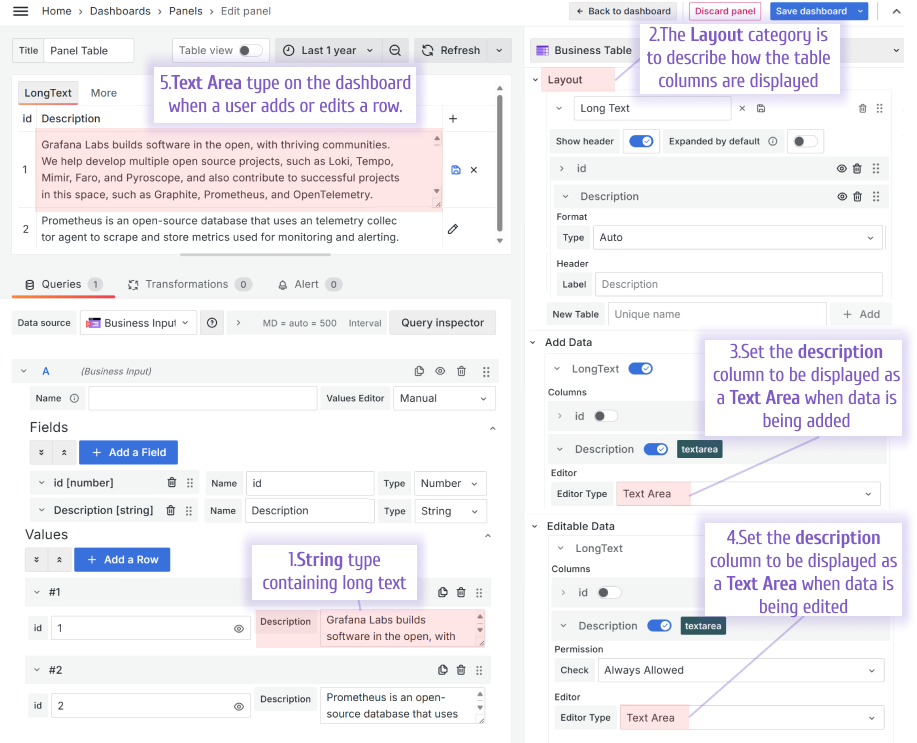 Home › Dashboards › Panels › Edit panel
← Back to dashboard
Discard panel
Save dashboard
Title Panel Table
Table view
Last 1 year
Refresh
Business Table
2.The Layout category is
to describe how the table
columns are displayed
5.Text Area type on the dashboard
when a user adds or edits a row.
LongText More
id Description +
1
Grafana Labs builds software in the open, with thriving communities.
We help develop multiple open source projects, such as Loki, Tempo,
Mimir, Faro, and Pyroscope, and also contribute to successful projects
in this space, such as Graphite, Prometheus, and OpenTelemetry.
2
Prometheus is an open-source database that uses an telemetry collec
tor agent to scrape and store metrics used for monitoring and alerting.
Queries 1 Transformations 0 Alert 0
Data source Business Input MD = auto = 500 Interval Query inspector
A (Business Input)
Name Values Editor Manual
Fields
+ Add a Field
id [number] Name id Type Number
Description [string] Name Description Type String
Values
+ Add a Row
1.String type
containing long text
#1
id 1 Description
Grafana Labs builds
software in the open, with
#2
id 2 Description
Prometheus is an open-
source database that uses
Layout
Long Text
Show header Expanded by default
id
Description
Format
Type Auto
Header
Label Description
New Table Unique name + Add
Add Data
LongText
Columns
id
Description textarea
Editor
Editor Type Text Area
3.Set the description
column to be displayed as
a Text Area when data is
being added
Editable Data
LongText
Columns
id
Description textarea
Permission
Check Always Allowed
Editor
Editor Type Text Area
4.Set the description
column to be displayed as
a Text Area when data is
being edited